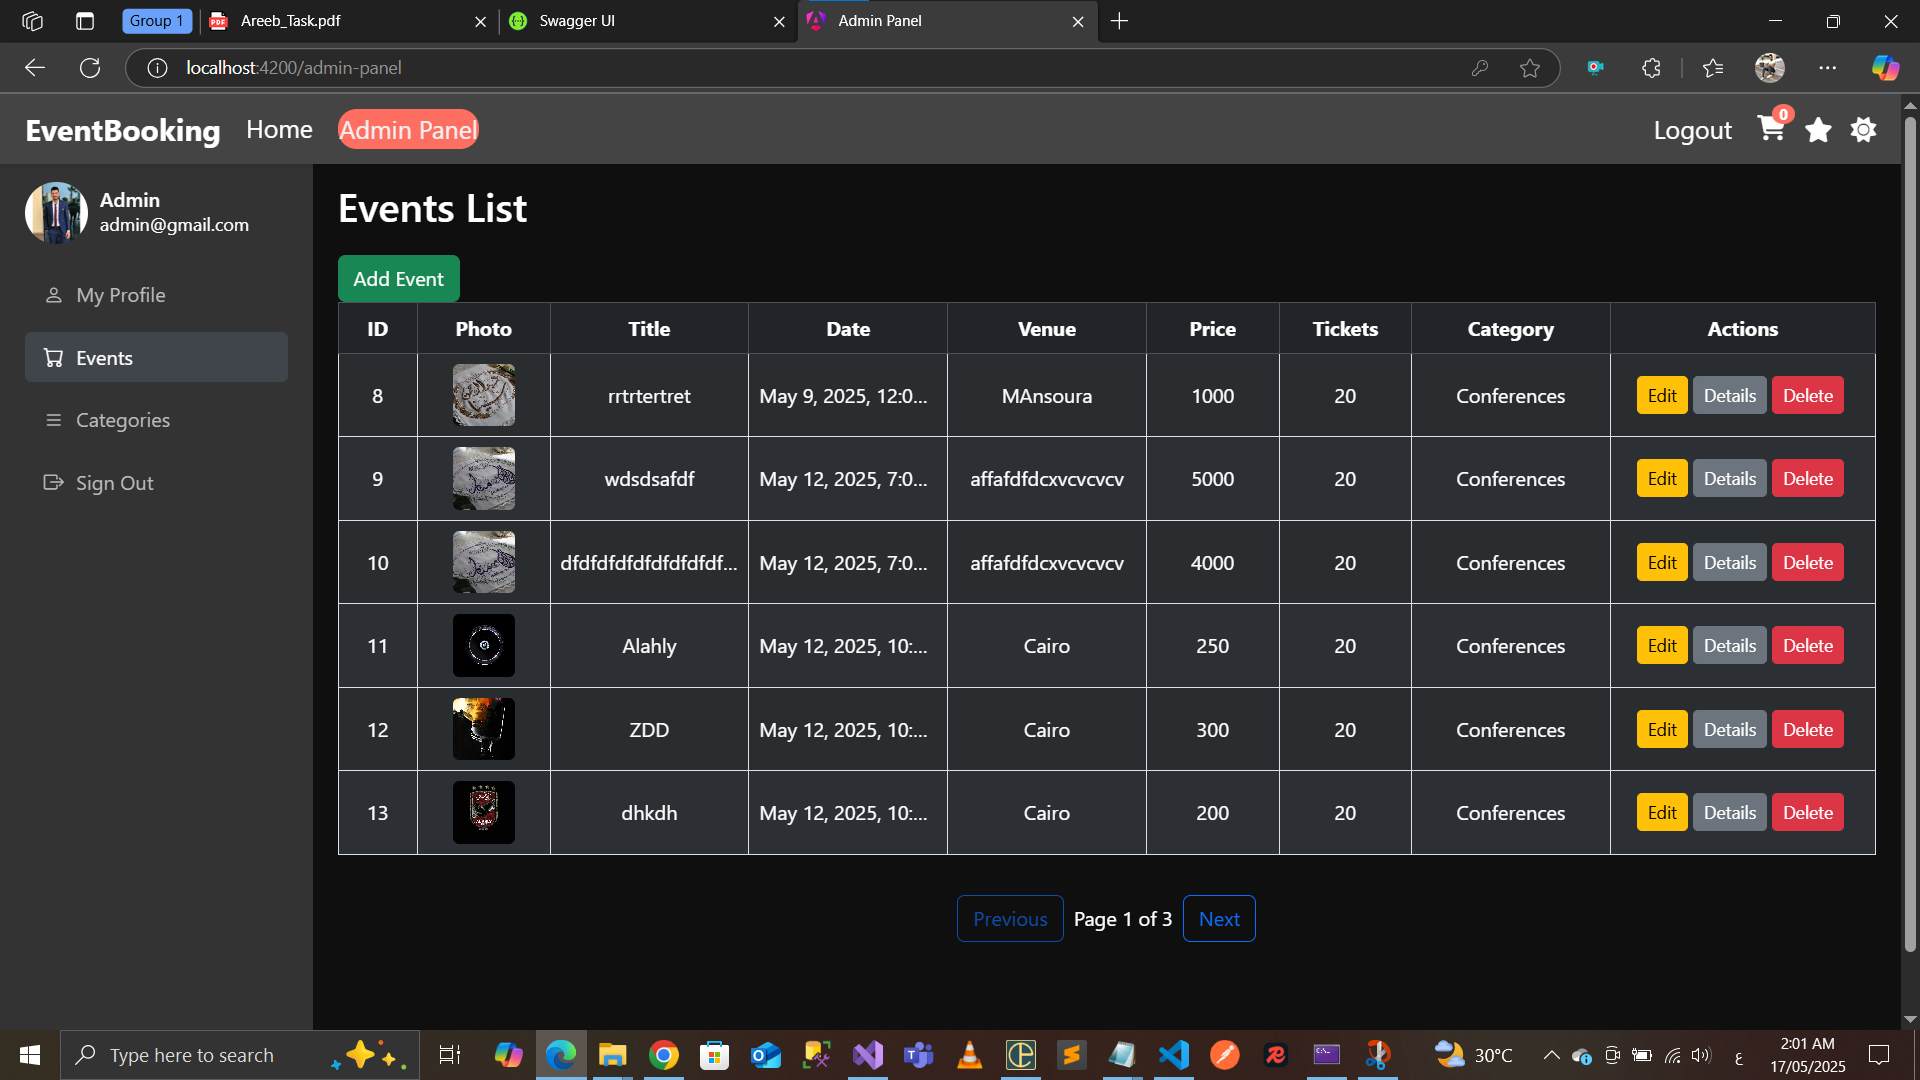 Group 1
Areeb_Task.pdf
Swagger UI
Admin Panel
localhost:4200/admin-panel
EventBooking
Home
Admin Panel
Logout
0
Admin
admin@gmail.com
My Profile
Events
Categories
Sign Out
Events List
Add Event
ID Photo Title Date Venue Price Tickets Category Actions
8 rrtrtertret May 9, 2025, 12:0... MAnsoura 1000 20 Conferences Edit Details Delete
9 wdsdsafdf May 12, 2025, 7:0... affafdfdcxvcvcvcv 5000 20 Conferences Edit Details Delete
10 dfdfdfdfdfdfdfdfdf... May 12, 2025, 7:0... affafdfdcxvcvcvcv 4000 20 Conferences Edit Details Delete
11 Alahly May 12, 2025, 10:... Cairo 250 20 Conferences Edit Details Delete
12 ZDD May 12, 2025, 10:... Cairo 300 20 Conferences Edit Details Delete
13 dhkdh May 12, 2025, 10:... Cairo 200 20 Conferences Edit Details Delete
Previous Page 1 of 3 Next
Type here to search
30°C
ع
2:01 AM
17/05/2025